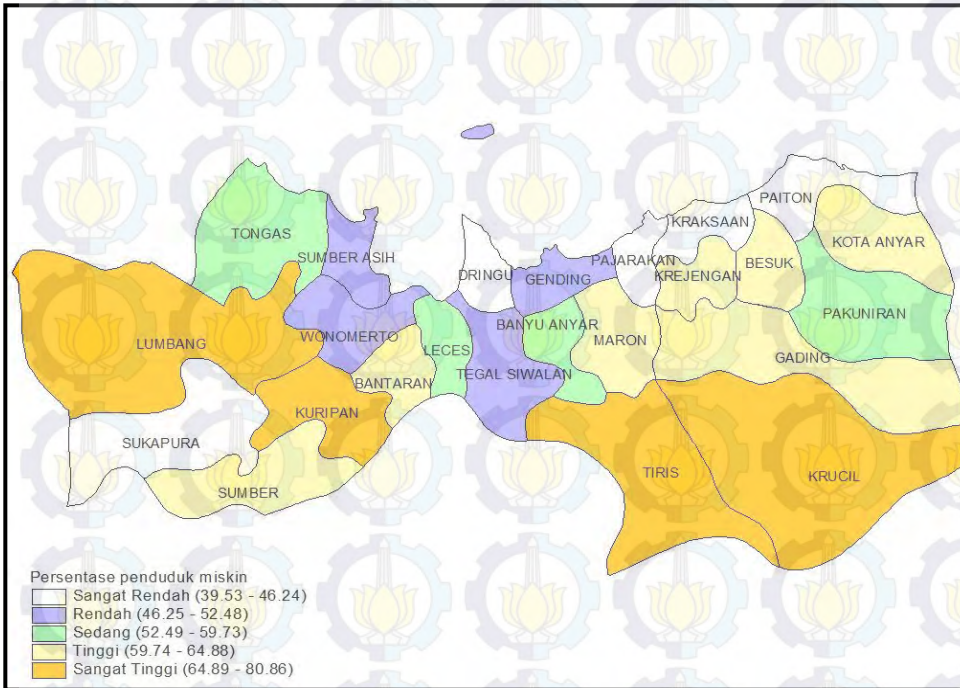 PAITON
KRAKSAAN
TONGAS
KOTA ANYAR
SUMBER ASIH
PAJARAKAN
BESUK
DRINGU
GENDING
KREJENGAN
PAKUNIRAN
BANYU ANYAR
WONOMERTO
MARON
LUMBANG
LECES
GADING
TEGAL SIWALAN
BANTARAN
KURIPAN
SUKAPURA
TIRIS
KRUCIL
SUMBER
Persentase penduduk miskin
Sangat Rendah (39.53 - 46.24)
Rendah (46.25 - 52.48)
Sedang (52.49 - 59.73)
Tinggi (59.74 - 64.88)
Sangat Tinggi (64.89 - 80.86)